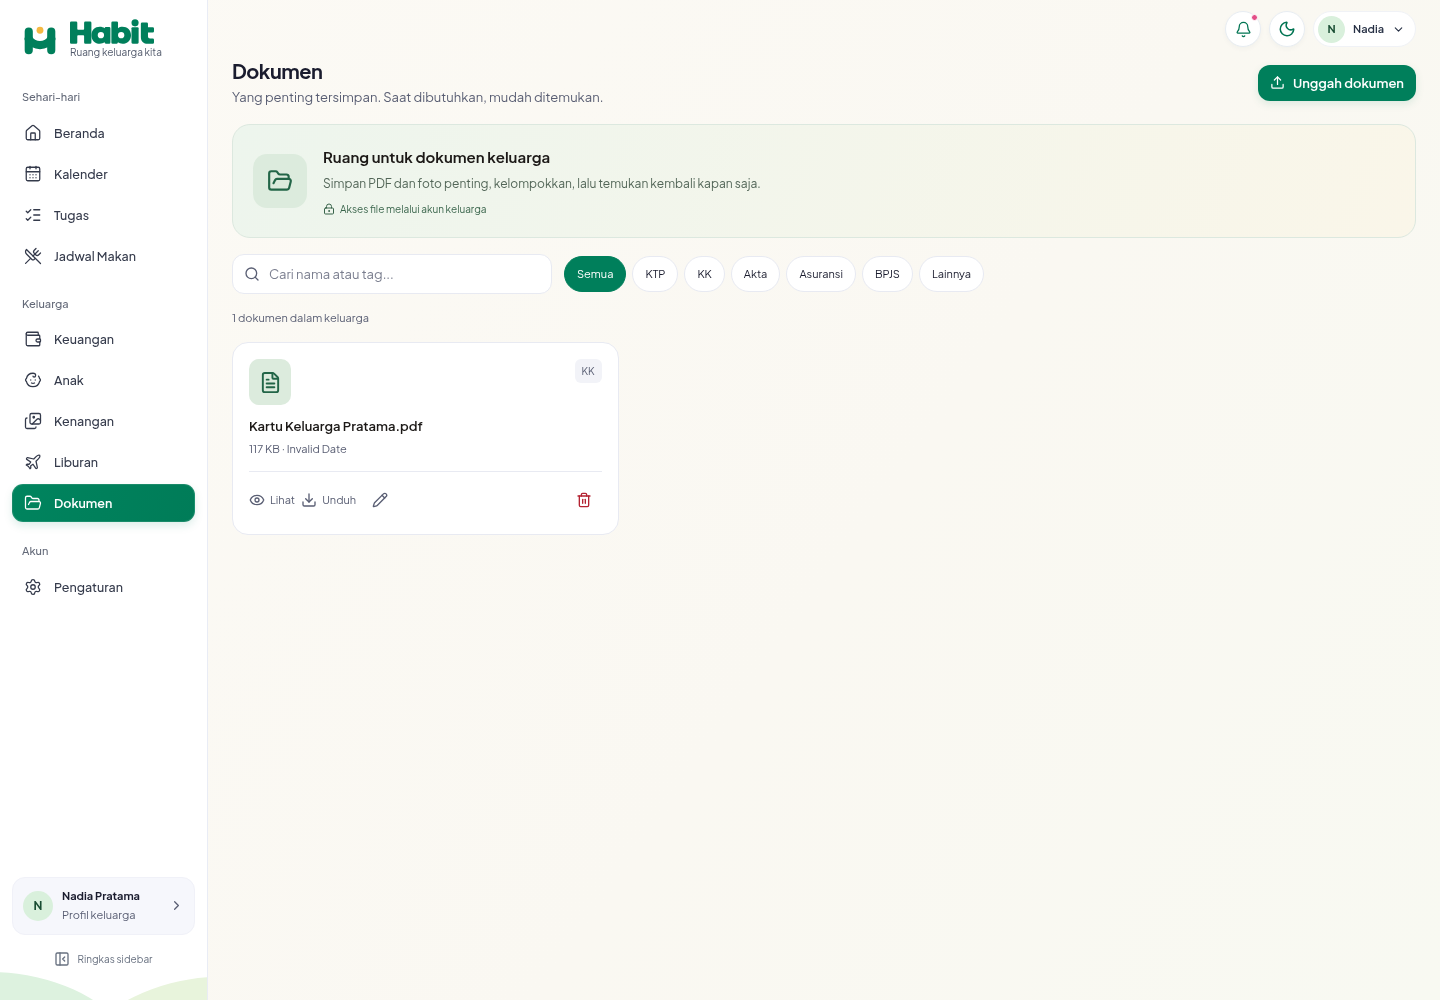 Habit
Ruang keluarga kita
Sehari-hari
Beranda
Kalender
Tugas
Jadwal Makan
Keluarga
Keuangan
Anak
Kenangan
Liburan
Dokumen
Akun
Pengaturan
N
Nadia Pratama
Profil keluarga
Ringkas sidebar
N
Nadia
Dokumen
Yang penting tersimpan. Saat dibutuhkan, mudah ditemukan.
Unggah dokumen
Ruang untuk dokumen keluarga
Simpan PDF dan foto penting, kelompokkan, lalu temukan kembali kapan saja.
Akses file melalui akun keluarga
Cari nama atau tag...
Semua
KTP
KK
Akta
Asuransi
BPJS
Lainnya
1 dokumen dalam keluarga
KK
Kartu Keluarga Pratama.pdf
117 KB · Invalid Date
Lihat
Unduh